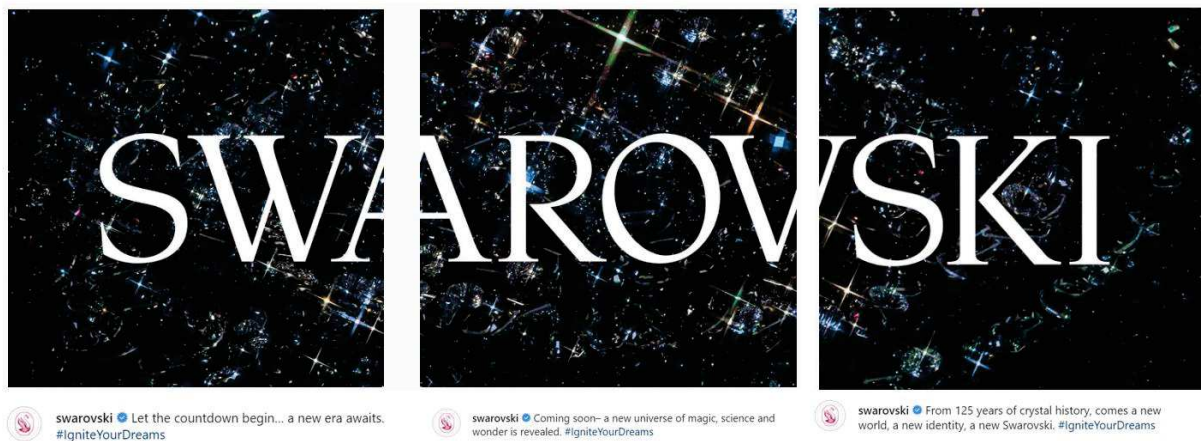 SWAROVSKI
swarovski Let the countdown begin... a new era awaits.
#IgniteYourDreams
swarovski Coming soon– a new universe of magic, science and
wonder is revealed. #IgniteYourDreams
swarovski From 125 years of crystal history, comes a new
world, a new identity, a new Swarovski. #IgniteYourDreams